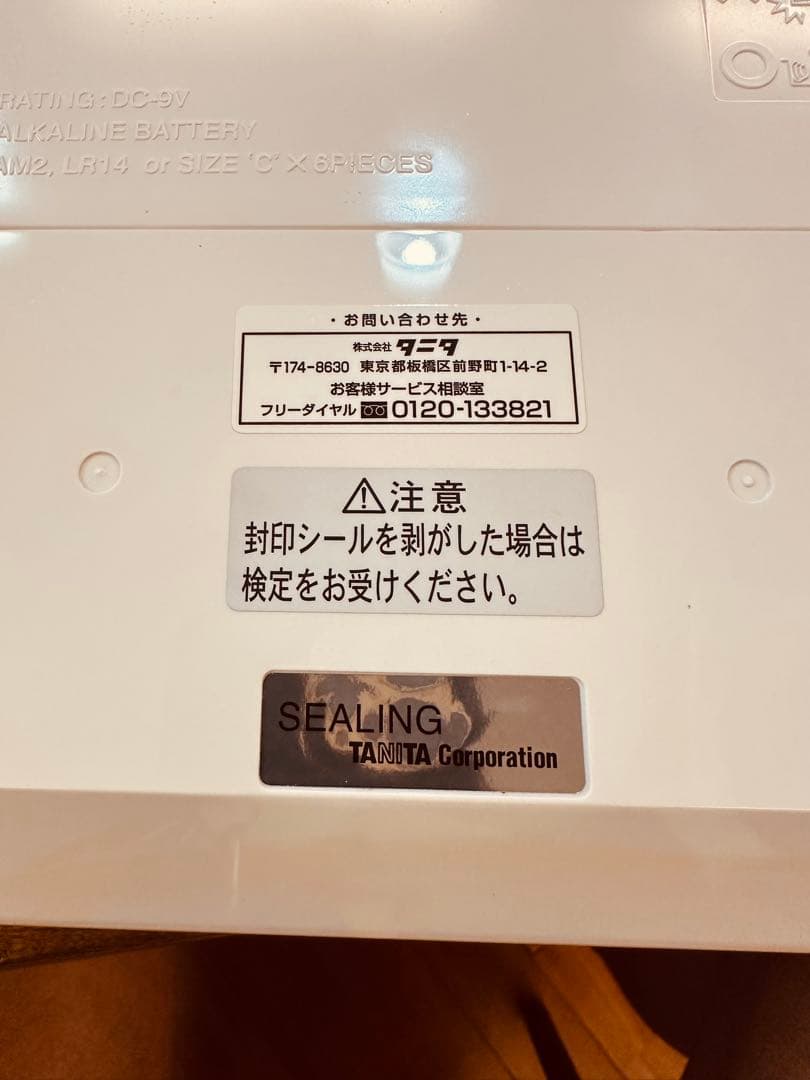 RATING : DC-9V
ALKALINE BATTERY
AM2, LR14 or SIZE 'C' × 6PIECES
・お問い合わせ先・
株式会社 タニタ
〒174-8630 東京都板橋区前野町1-14-2
お客様サービス相談室
フリーダイヤル 0120-133821
⚠注意
封印シールを剥がした場合は
検定をお受けください。
SEALING
TANITA Corporation